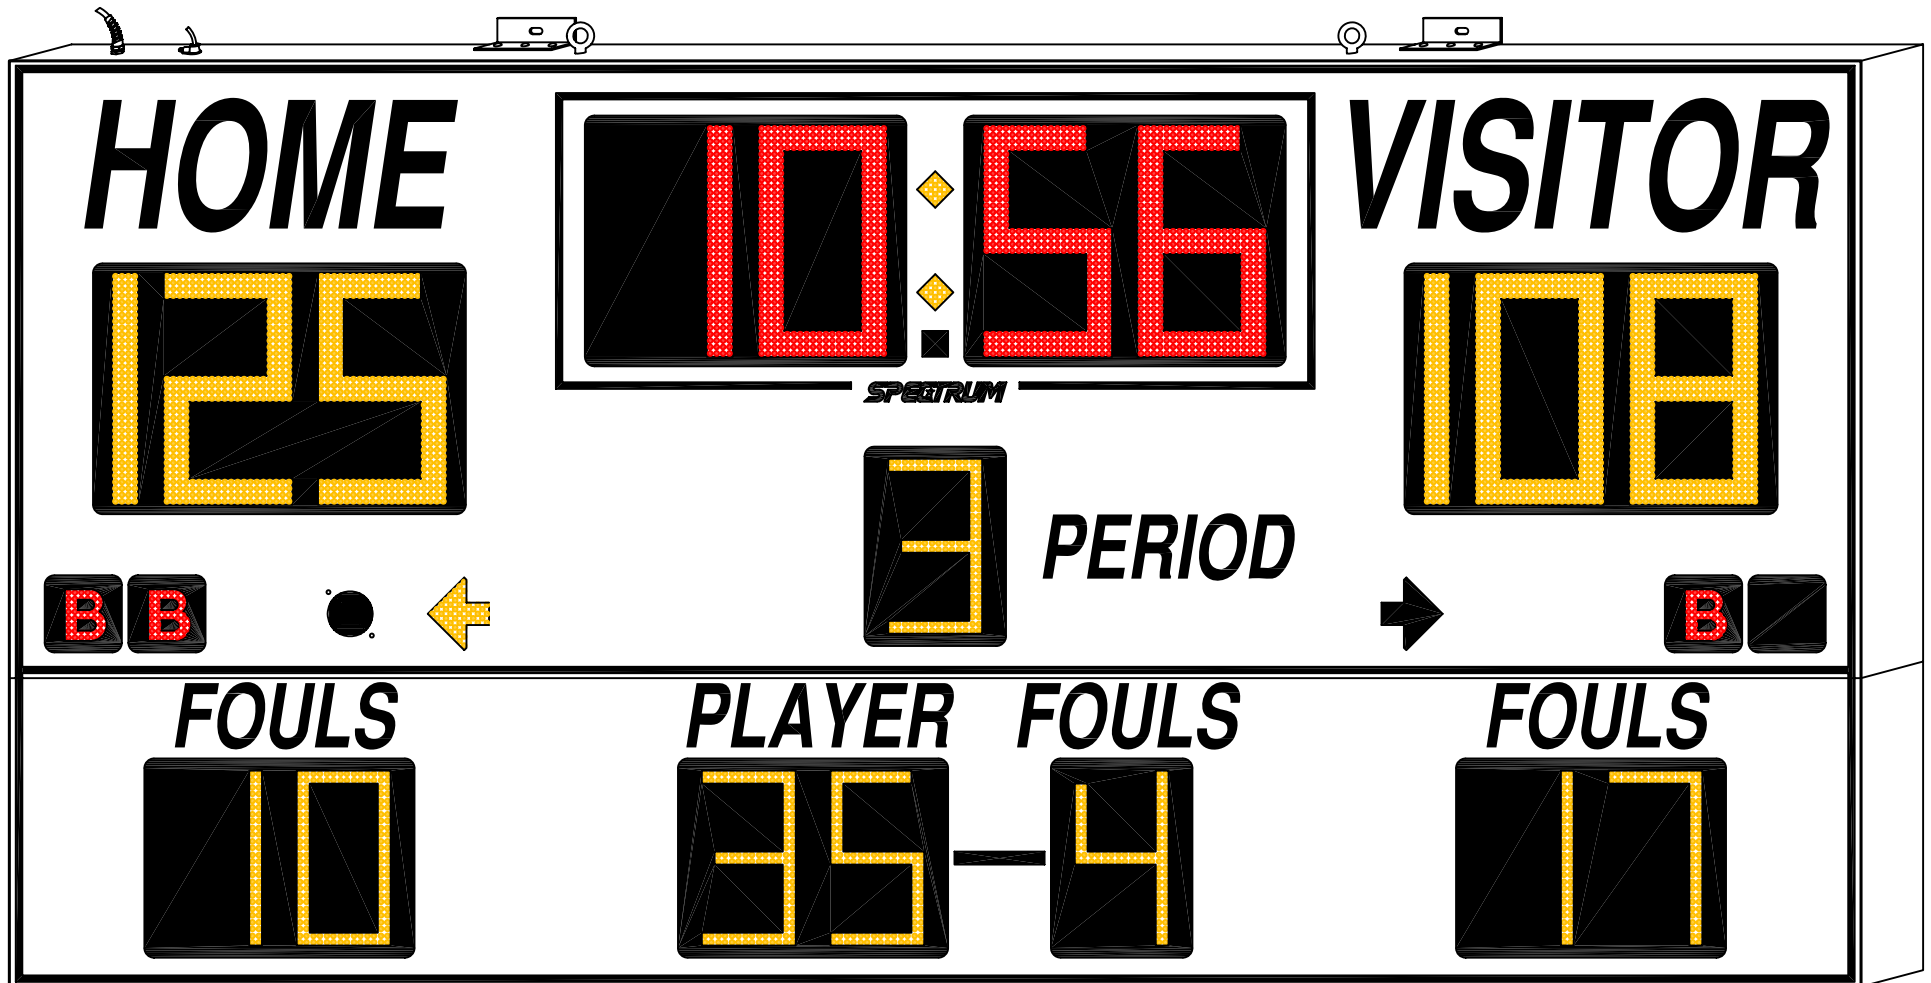 HOME 10:56 VISITOR
125 108
SPECTRUM
3 PERIOD
B B B
FOULS PLAYER FOULS FOULS
10 35-4 17